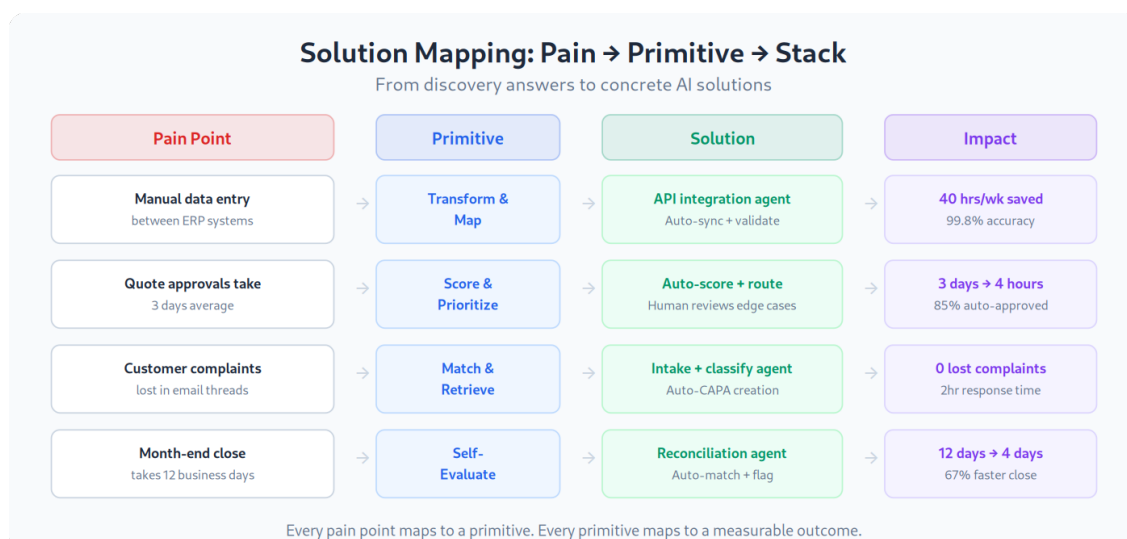 Solution Mapping: Pain → Primitive → Stack
From discovery answers to concrete AI solutions
Pain Point
Primitive
Solution
Impact
Manual data entry
between ERP systems
→
Transform &
Map
→
API integration agent
Auto-sync + validate
→
40 hrs/wk saved
99.8% accuracy
Quote approvals take
3 days average
→
Score &
Prioritize
→
Auto-score + route
Human reviews edge cases
→
3 days → 4 hours
85% auto-approved
Customer complaints
lost in email threads
→
Match &
Retrieve
→
Intake + classify agent
Auto-CAPA creation
→
0 lost complaints
2hr response time
Month-end close
takes 12 business days
→
Self-
Evaluate
→
Reconciliation agent
Auto-match + flag
→
12 days → 4 days
67% faster close
Every pain point maps to a primitive. Every primitive maps to a measurable outcome.